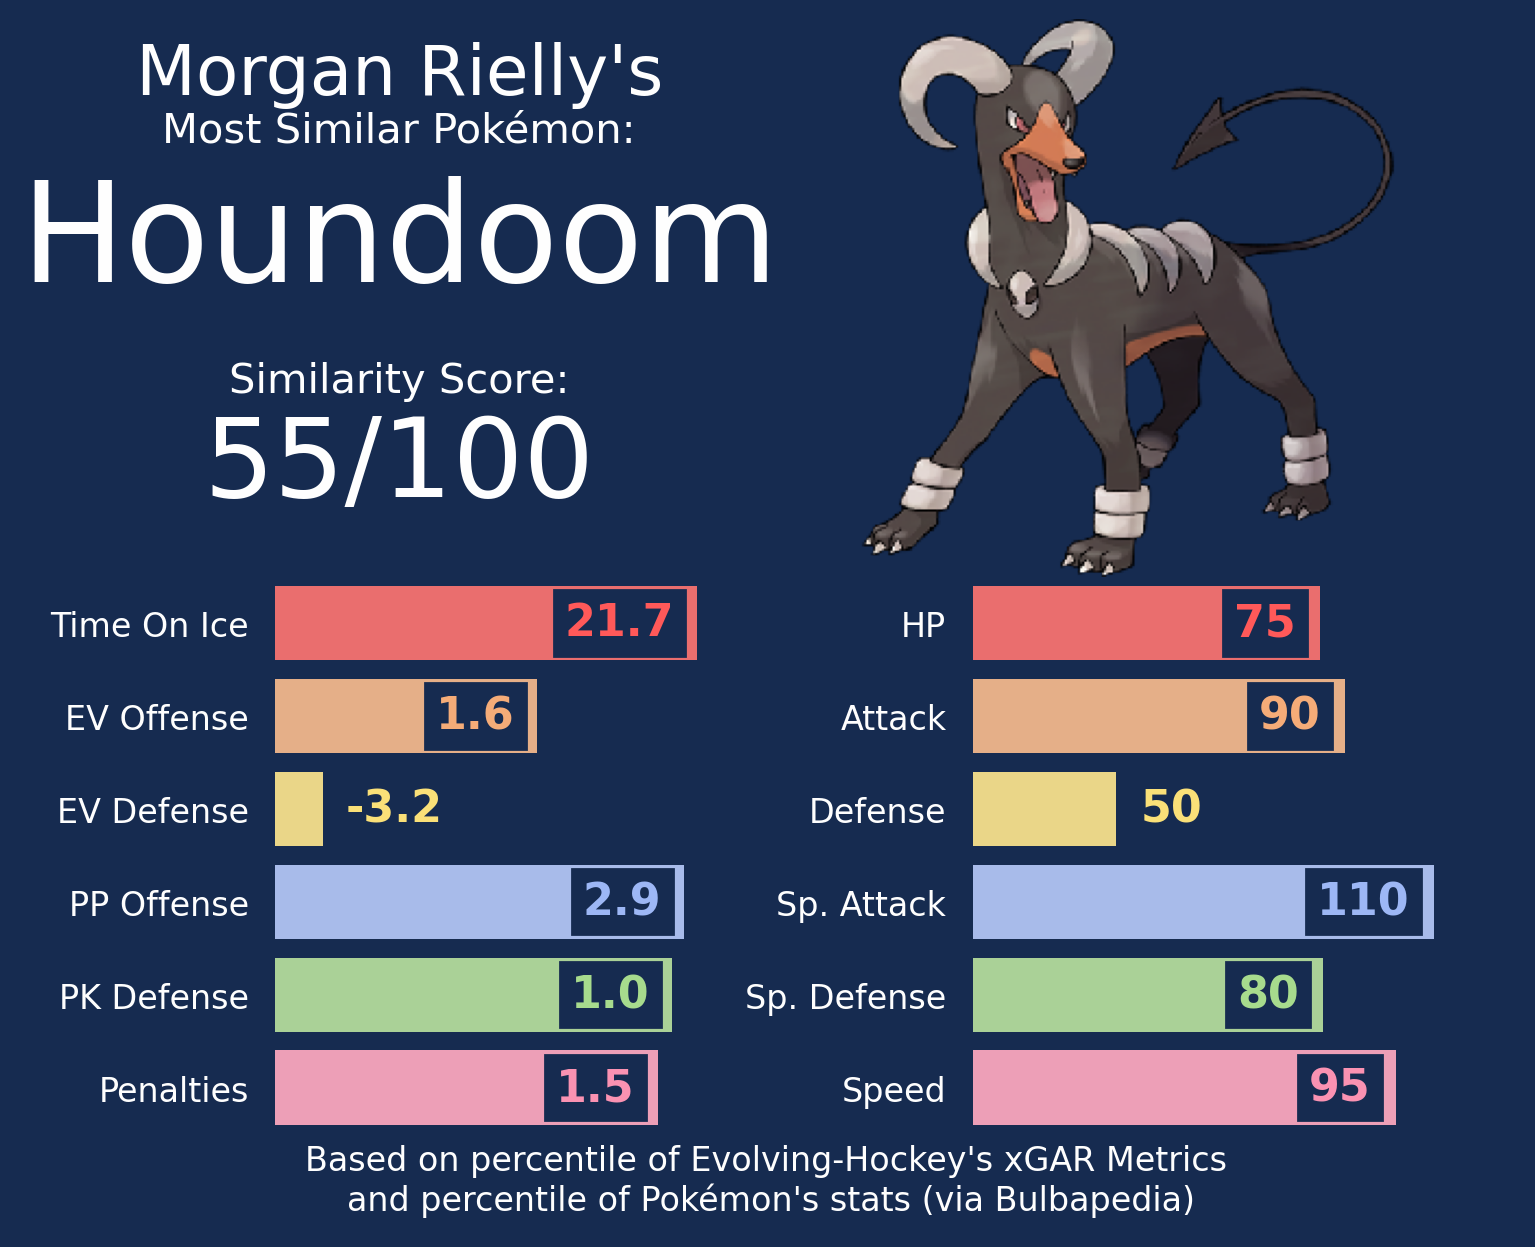 Morgan Rielly's
Most Similar Pokémon:
Houndoom
Similarity Score:
55/100
Time On Ice 21.7
EV Offense 1.6
EV Defense -3.2
PP Offense 2.9
PK Defense 1.0
Penalties 1.5
HP 75
Attack 90
Defense 50
Sp. Attack 110
Sp. Defense 80
Speed 95
Based on percentile of Evolving-Hockey's xGAR Metrics
and percentile of Pokémon's stats (via Bulbapedia)